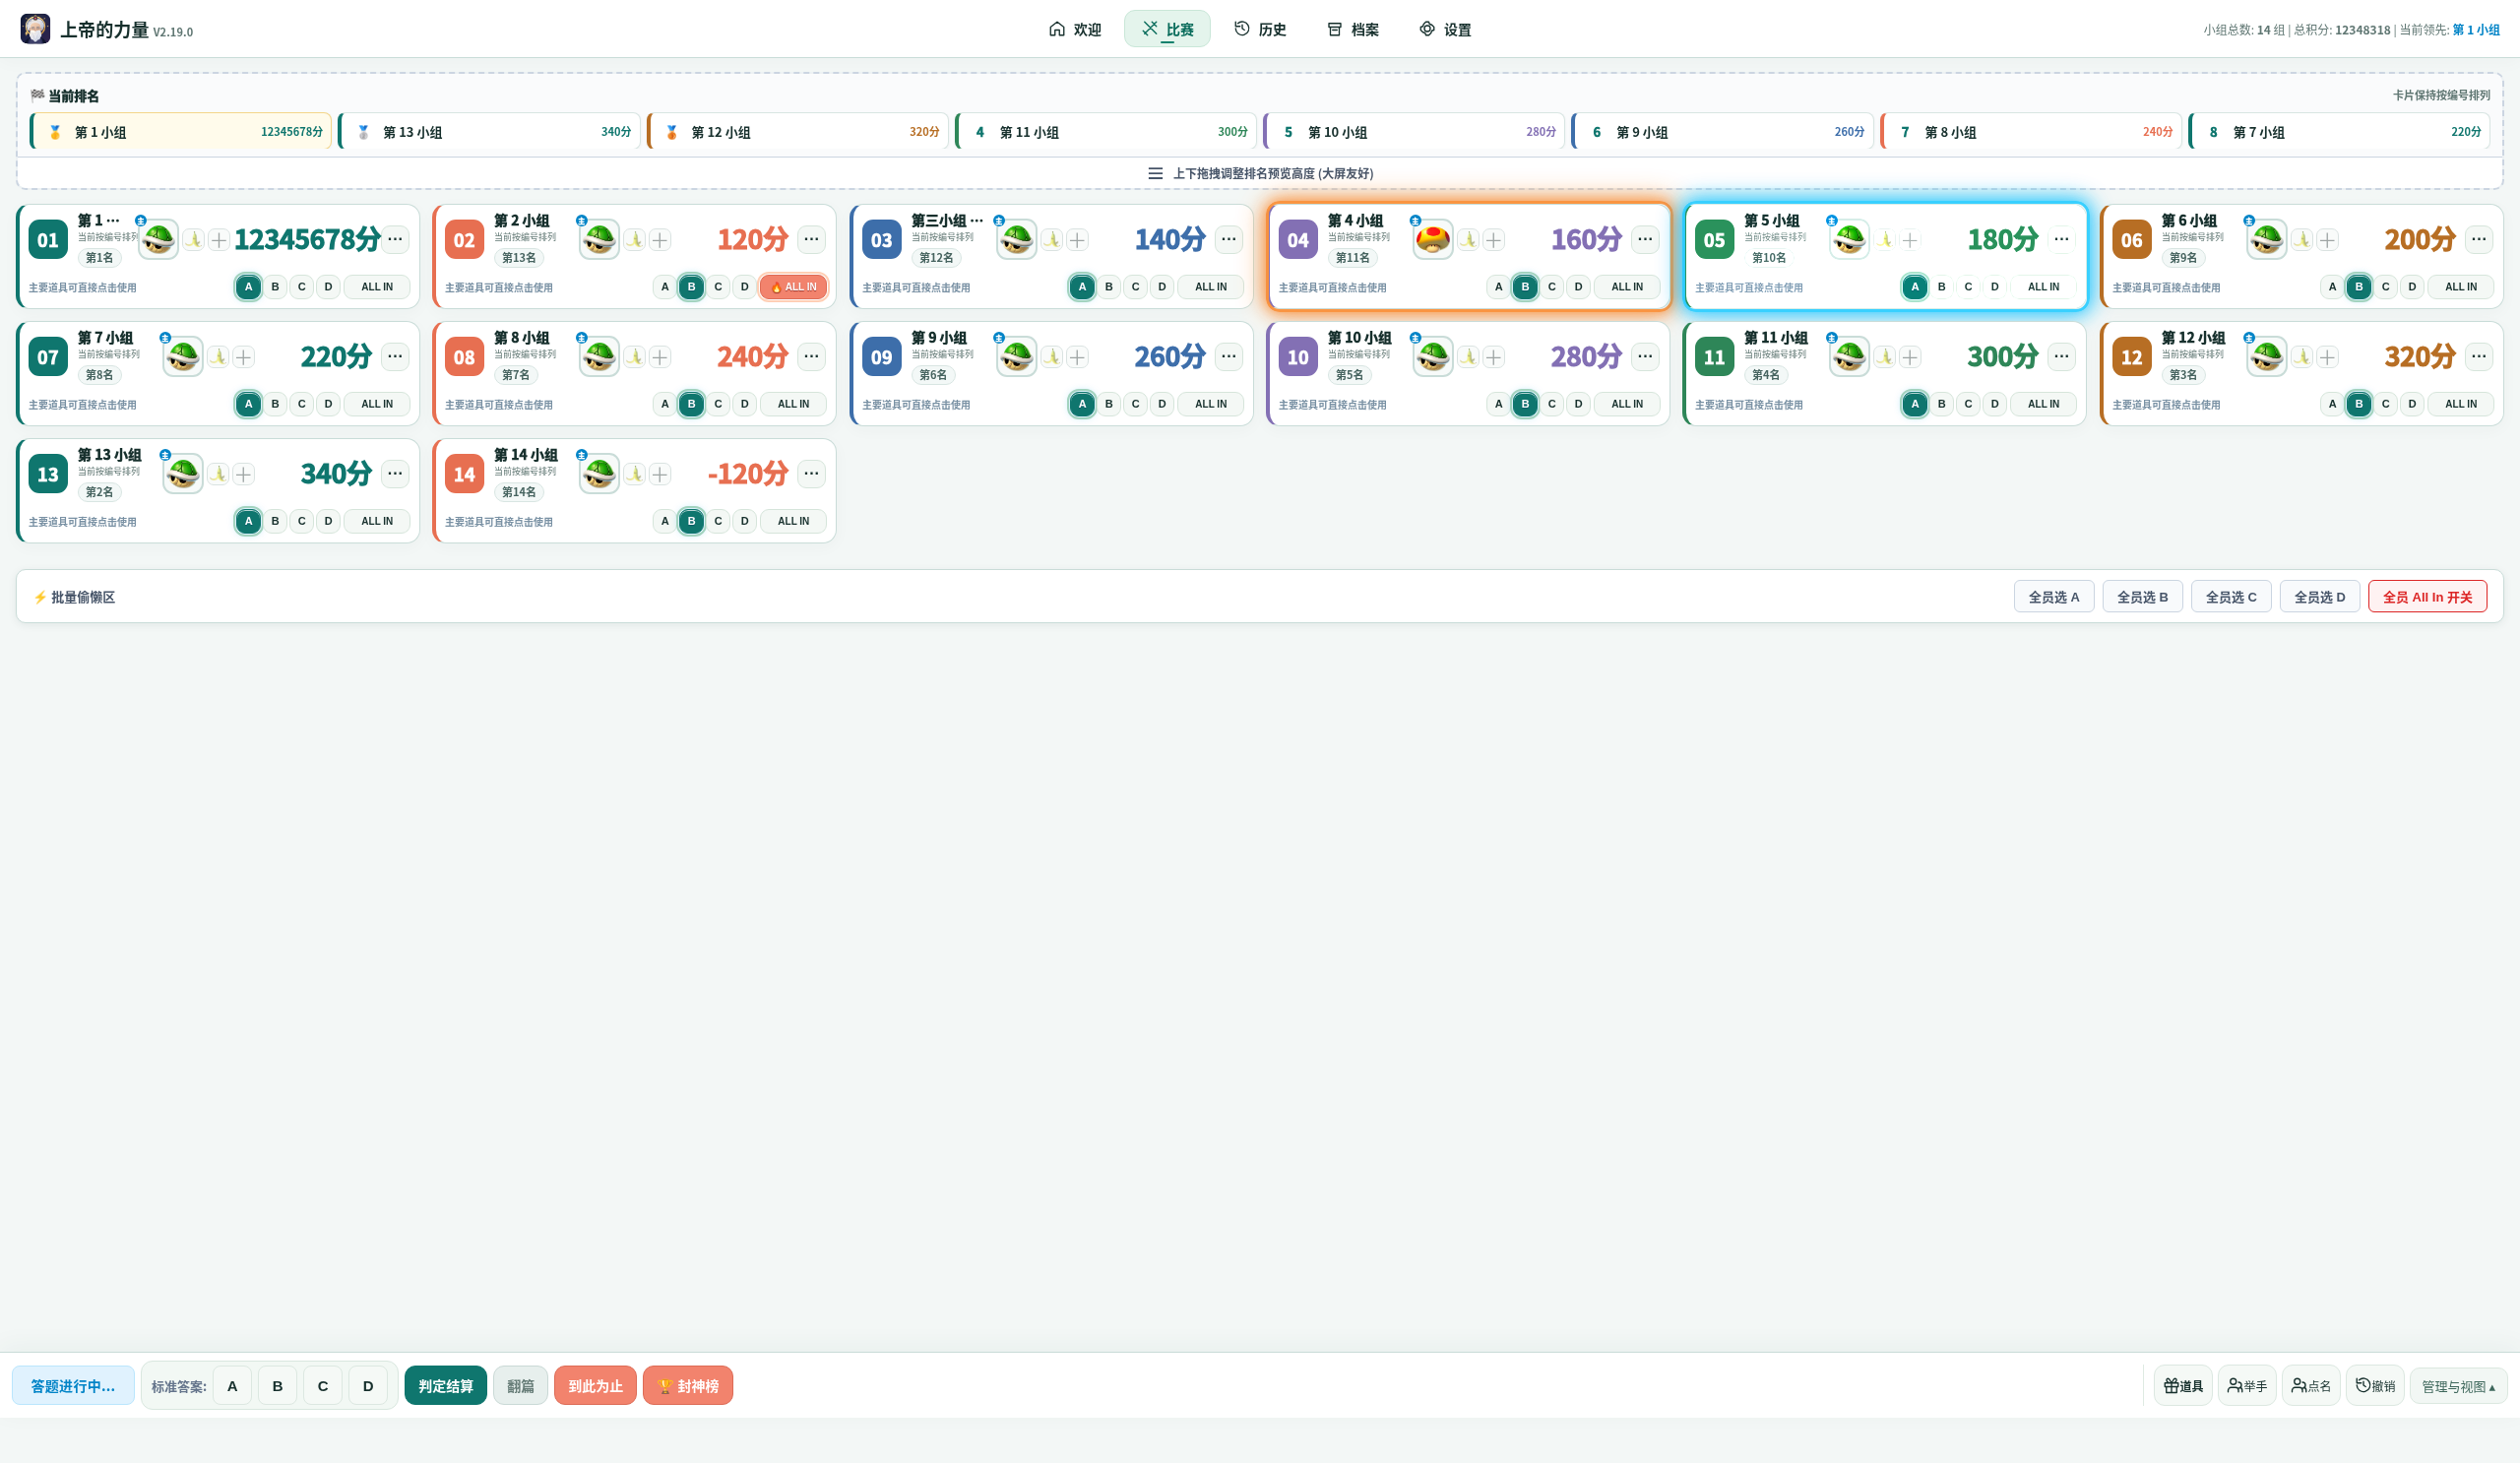 上帝的力量 V2.19.0
欢迎 比赛 历史 档案 设置
小组总数: 14 组 | 总积分: 12348318 | 当前领先: 第 1 小组
当前排名
卡片保持按编号排列
第 1 小组 12345678分
第 13 小组 340分
第 12 小组 320分
4 第 11 小组 300分
5 第 10 小组 280分
6 第 9 小组 260分
7 第 8 小组 240分
8 第 7 小组 220分
上下拖拽调整排名预览高度 (大屏友好)
01 第 1 ··· 当前按编号排列 第1名 主 12345678分 ···
主要道具可直接点击使用 A B C D ALL IN
02 第 2 小组 当前按编号排列 第13名 主 120分 ···
主要道具可直接点击使用 A B C D ALL IN
03 第三小组 ··· 当前按编号排列 第12名 主 140分 ···
主要道具可直接点击使用 A B C D ALL IN
04 第 4 小组 当前按编号排列 第11名 主 160分 ···
主要道具可直接点击使用 A B C D ALL IN
05 第 5 小组 当前按编号排列 第10名 主 180分 ···
主要道具可直接点击使用 A B C D ALL IN
06 第 6 小组 当前按编号排列 第9名 主 200分 ···
主要道具可直接点击使用 A B C D ALL IN
07 第 7 小组 当前按编号排列 第8名 主 220分 ···
主要道具可直接点击使用 A B C D ALL IN
08 第 8 小组 当前按编号排列 第7名 主 240分 ···
主要道具可直接点击使用 A B C D ALL IN
09 第 9 小组 当前按编号排列 第6名 主 260分 ···
主要道具可直接点击使用 A B C D ALL IN
10 第 10 小组 当前按编号排列 第5名 主 280分 ···
主要道具可直接点击使用 A B C D ALL IN
11 第 11 小组 当前按编号排列 第4名 主 300分 ···
主要道具可直接点击使用 A B C D ALL IN
12 第 12 小组 当前按编号排列 第3名 主 320分 ···
主要道具可直接点击使用 A B C D ALL IN
13 第 13 小组 当前按编号排列 第2名 主 340分 ···
主要道具可直接点击使用 A B C D ALL IN
14 第 14 小组 当前按编号排列 第14名 主 -120分 ···
主要道具可直接点击使用 A B C D ALL IN
批量偷懒区 全员选 A 全员选 B 全员选 C 全员选 D 全员 All In 开关
答题进行中... 标准答案: A B C D 判定结算 翻篇 到此为止 封神榜 道具 举手 点名 撤销 管理与视图 ▴